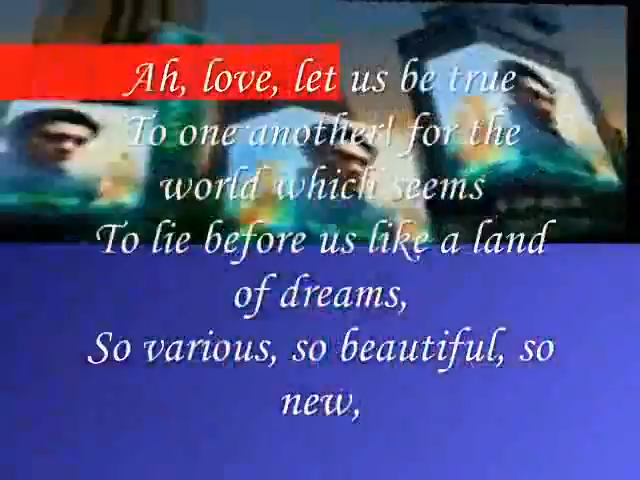 Ah, love, let us be true
To one another! for the
world which seems
To lie before us like a land
of dreams,
So various, so beautiful, so
new,